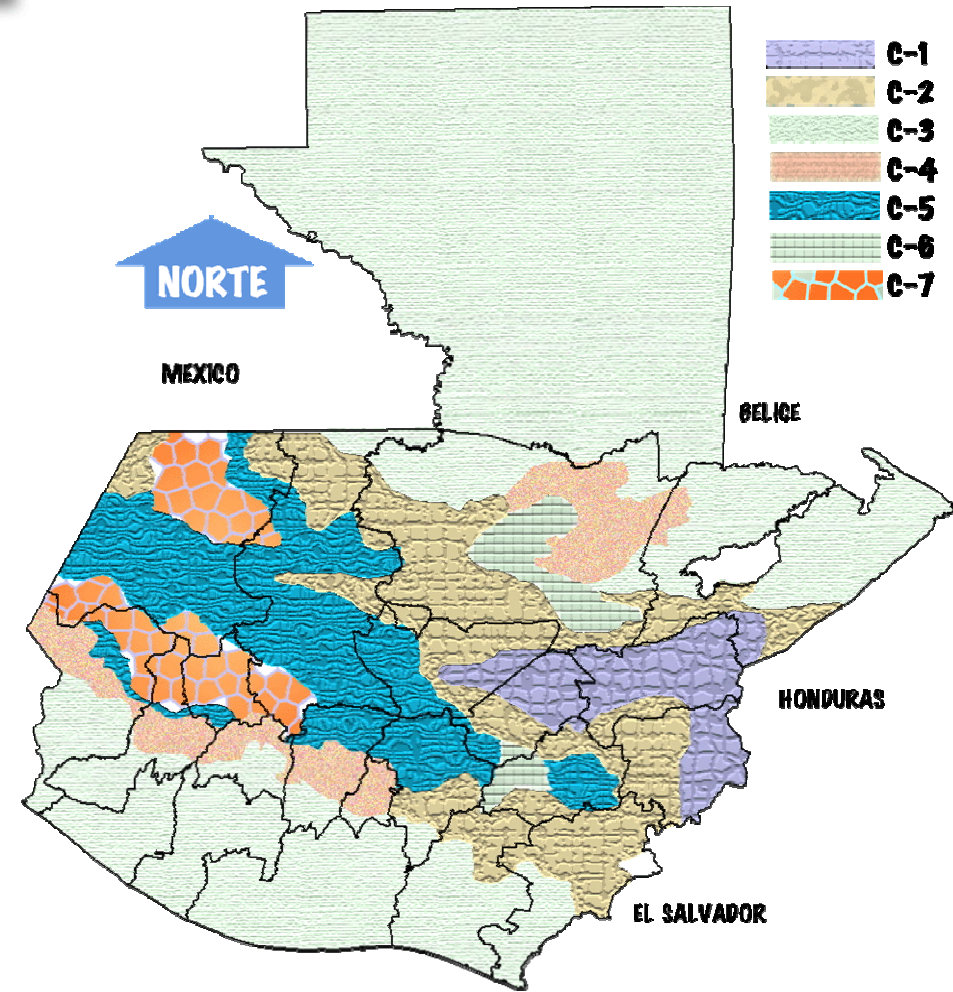 C-1
C-2
C-3
C-4
C-5
C-6
C-7
NORTE
MEXICO
BELICE
HONDURAS
EL SALVADOR